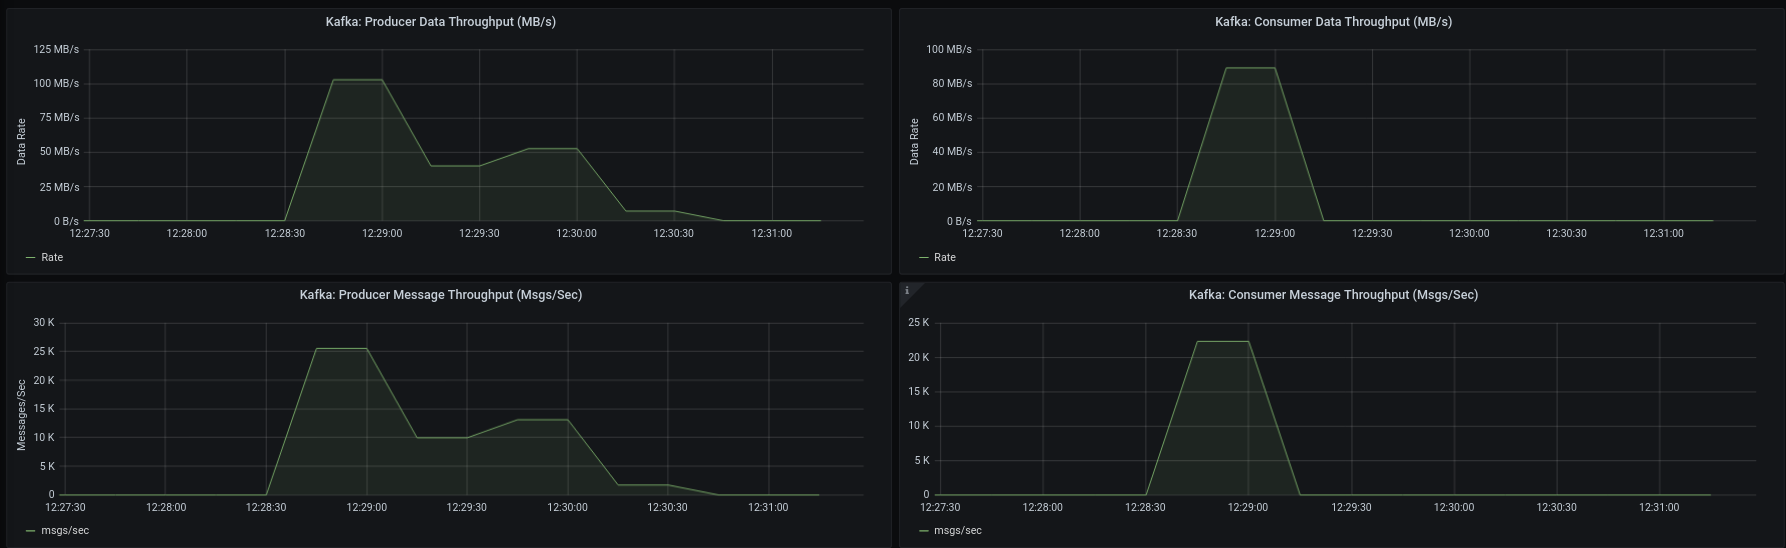 Kafka: Producer Data Throughput (MB/s)
125 MB/s
100 MB/s
75 MB/s
50 MB/s
25 MB/s
0 B/s
Data Rate
12:27:30 12:28:00 12:28:30 12:29:00 12:29:30 12:30:00 12:30:30 12:31:00
Rate
Kafka: Consumer Data Throughput (MB/s)
100 MB/s
80 MB/s
60 MB/s
40 MB/s
20 MB/s
0 B/s
Data Rate
12:27:30 12:28:00 12:28:30 12:29:00 12:29:30 12:30:00 12:30:30 12:31:00
Rate
Kafka: Producer Message Throughput (Msgs/Sec)
30 K
25 K
20 K
15 K
10 K
5 K
0
Messages/Sec
12:27:30 12:28:00 12:28:30 12:29:00 12:29:30 12:30:00 12:30:30 12:31:00
msgs/sec
i
Kafka: Consumer Message Throughput (Msgs/Sec)
25 K
20 K
15 K
10 K
5 K
0
12:27:30 12:28:00 12:28:30 12:29:00 12:29:30 12:30:00 12:30:30 12:31:00
msgs/sec